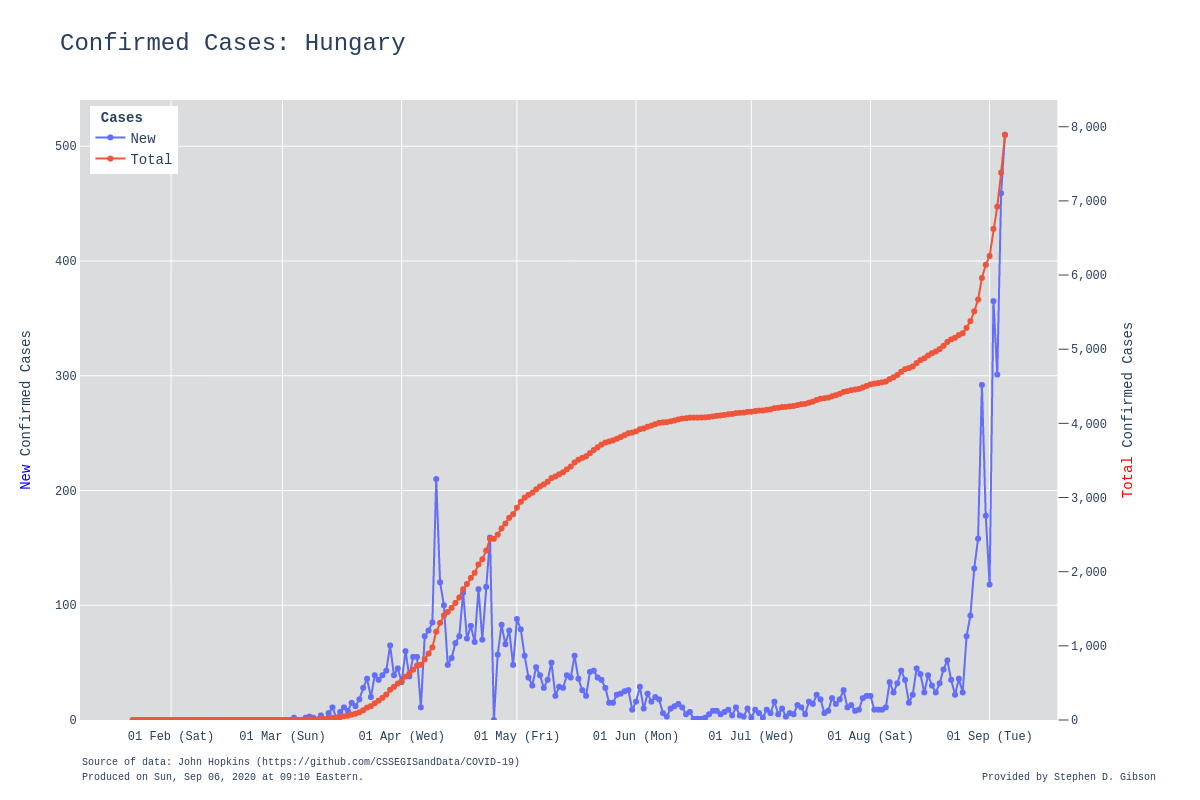 Confirmed Cases: Hungary
Cases
New
Total
500
400
300
200
100
0
8,000
7,000
6,000
5,000
4,000
3,000
2,000
1,000
0
New Confirmed Cases
Total Confirmed Cases
01 Feb (Sat) 01 Mar (Sun) 01 Apr (Wed) 01 May (Fri) 01 Jun (Mon) 01 Jul (Wed) 01 Aug (Sat) 01 Sep (Tue)
Source of data: John Hopkins (https://github.com/CSSEGISandData/COVID-19)
Produced on Sun, Sep 06, 2020 at 09:10 Eastern.
Provided by Stephen D. Gibson